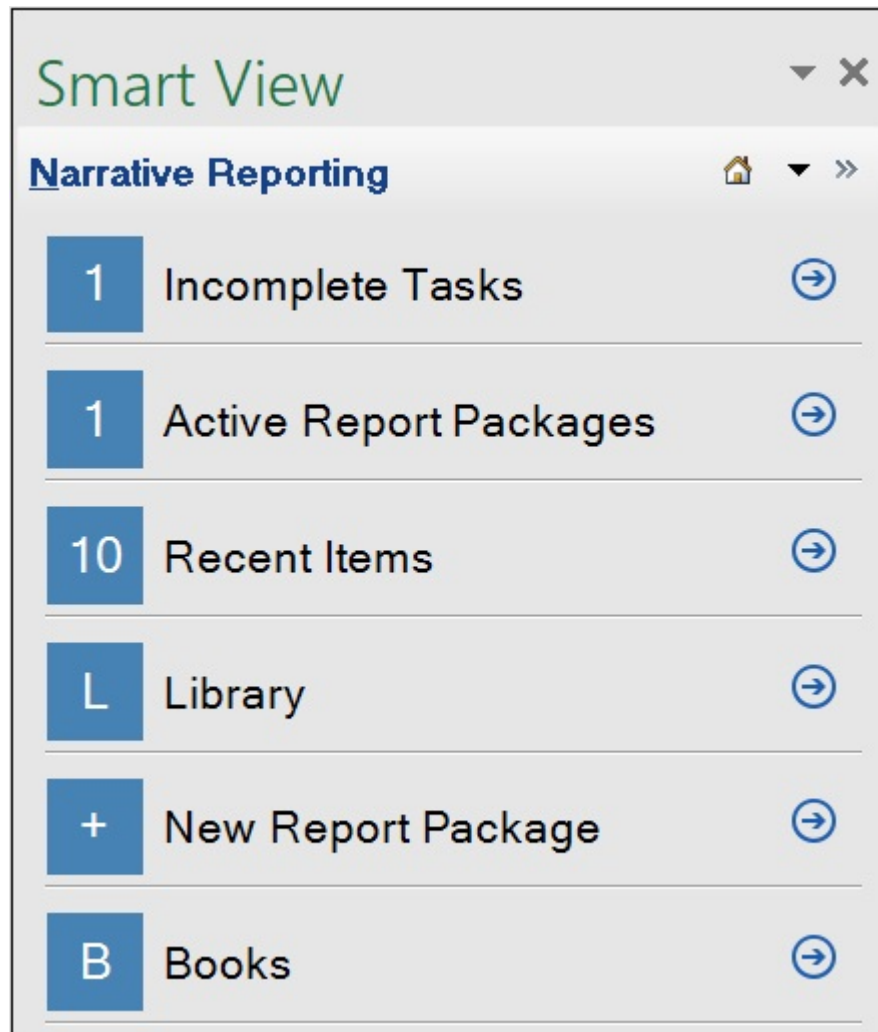 Smart View
Narrative Reporting
1 Incomplete Tasks
1 Active Report Packages
10 Recent Items
L Library
+ New Report Package
B Books